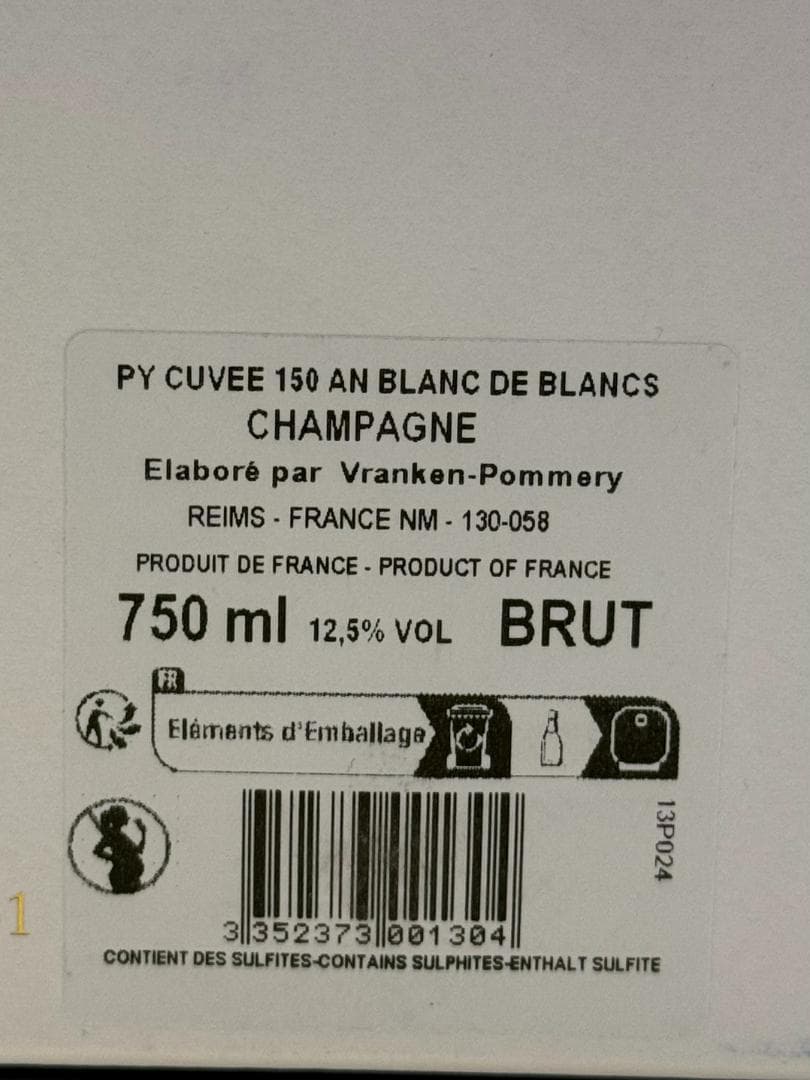 PY CUVEE 150 AN BLANC DE BLANCS
CHAMPAGNE
Elaboré par Vranken-Pommery
REIMS - FRANCE NM - 130-058
PRODUIT DE FRANCE - PRODUCT OF FRANCE
750 ml 12,5% VOL BRUT
FR
Eléments d'Emballage
13P024
1
3 352373 001304
CONTIENT DES SULFITES-CONTAINS SULPHITES-ENTHALT SULFITE